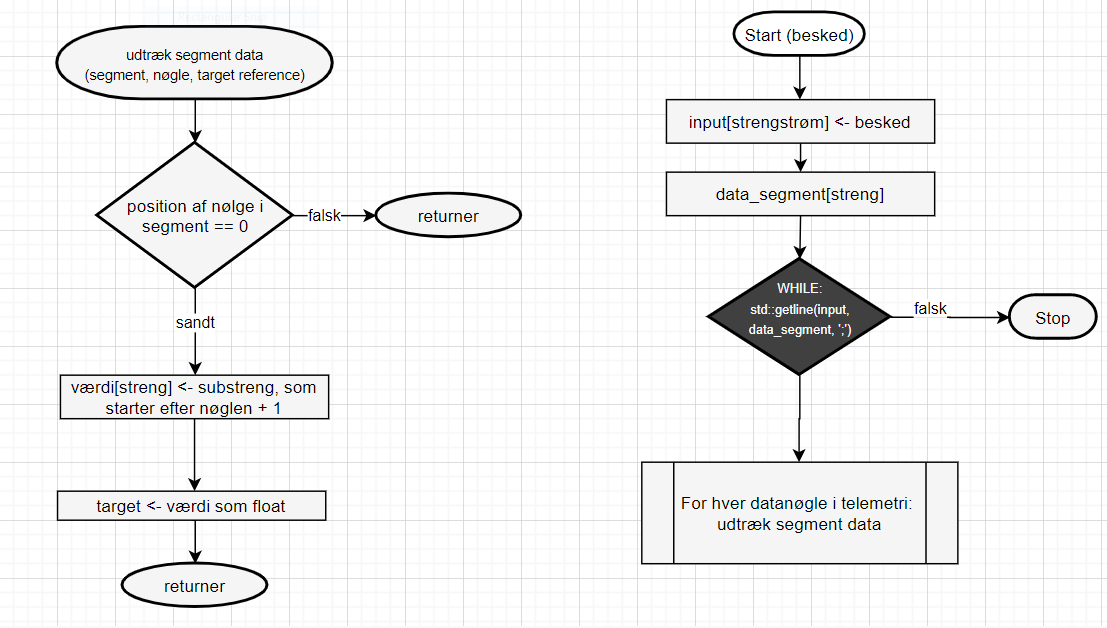 udtræk segment data
(segment, nøgle, target reference)
position af nølge i
segment == 0
falsk
returner
sandt
værdi[streng] <- substreng, som
starter efter nøglen + 1
target <- værdi som float
returner
Start (besked)
input[strengstrøm] <- besked
data_segment[streng]
WHILE:
std::getline(input,
data_segment, ';')
falsk
Stop
For hver datanøgle i telemetri:
udtræk segment data